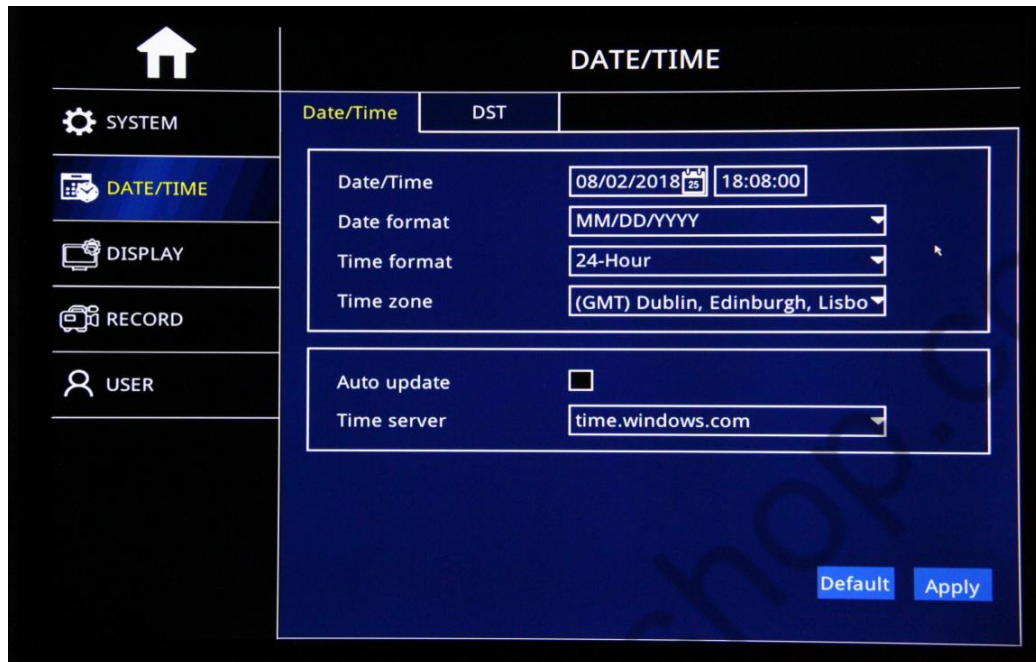 DATE/TIME
SYSTEM
DATE/TIME
DISPLAY
RECORD
USER
Date/Time DST
Date/Time 08/02/2018 25 18:08:00
Date format MM/DD/YYYY
Time format 24-Hour
Time zone (GMT) Dublin, Edinburgh, Lisbo
Auto update
Time server time.windows.com
Default Apply